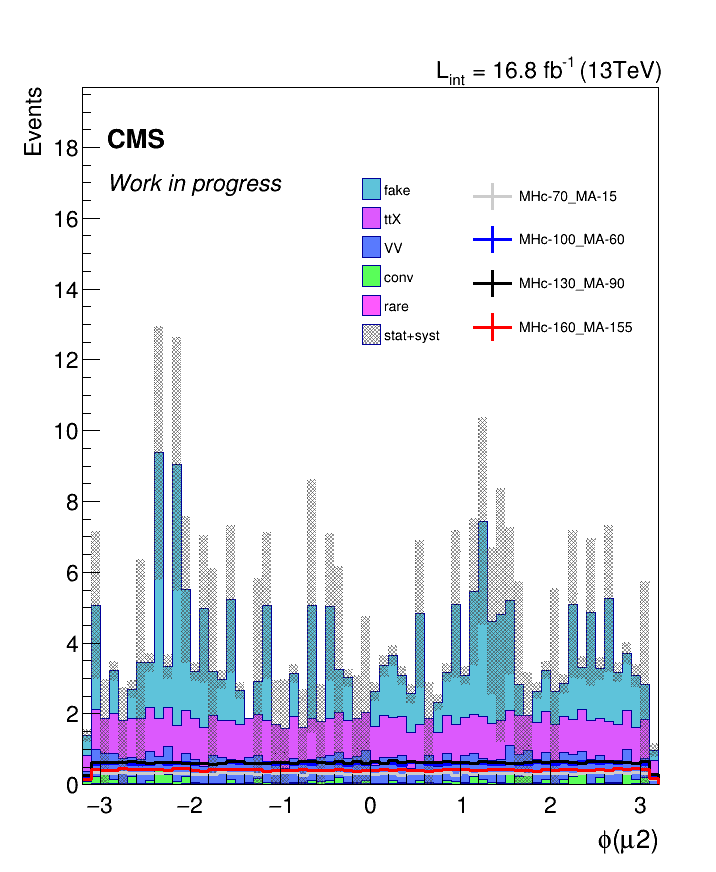 L_int = 16.8 fb^-1 (13TeV)
Events
CMS
Work in progress
fake
ttX
VV
conv
rare
stat+syst
MHc-70_MA-15
MHc-100_MA-60
MHc-130_MA-90
MHc-160_MA-155
18
16
14
12
10
8
6
4
2
0
−3 −2 −1 0 1 2 3
ϕ(μ2)